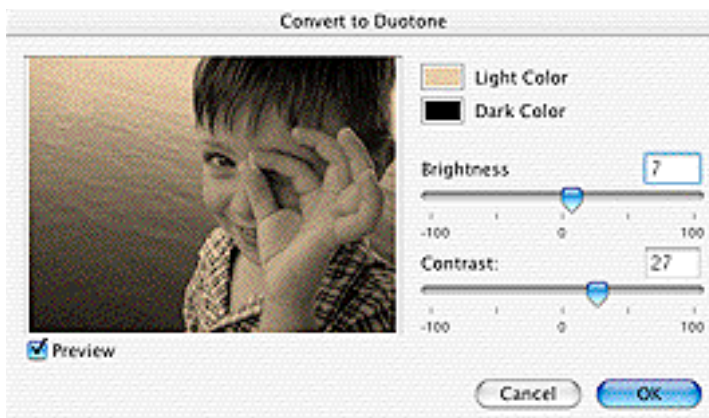 Convert to Duotone
Light Color
Dark Color
Brightness 7
-100 0 100
Contrast: 27
-100 0 100
Preview
Cancel OK